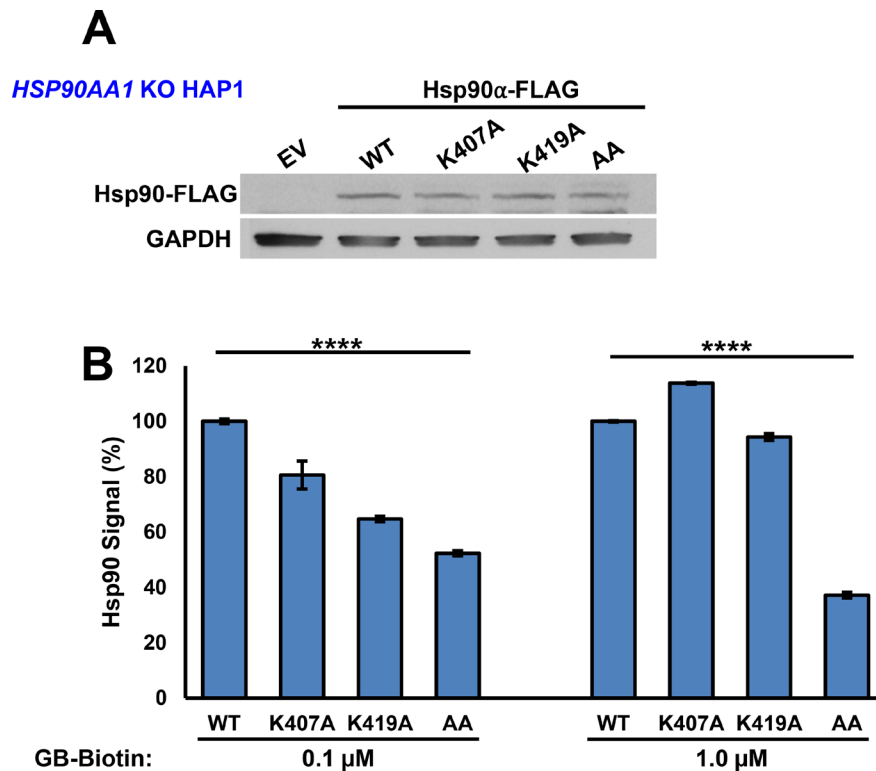 A
HSP90AA1 KO HAP1
Hsp90α-FLAG
EV WT K407A K419A AA
Hsp90-FLAG
GAPDH
B
**** ****
Hsp90 Signal (%)
120
100
80
60
40
20
0
WT K407A K419A AA WT K407A K419A AA
GB-Biotin: 0.1 µM 1.0 µM